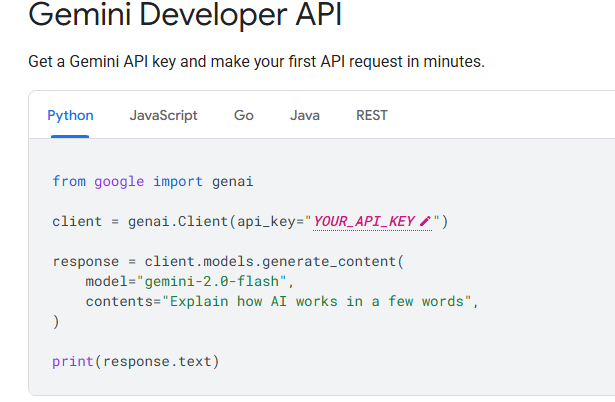 Gemini Developer API
Get a Gemini API key and make your first API request in minutes.
Python JavaScript Go Java REST
from google import genai
client = genai.Client(api_key="YOUR_API_KEY")
response = client.models.generate_content(
    model="gemini-2.0-flash",
    contents="Explain how AI works in a few words",
)
print(response.text)